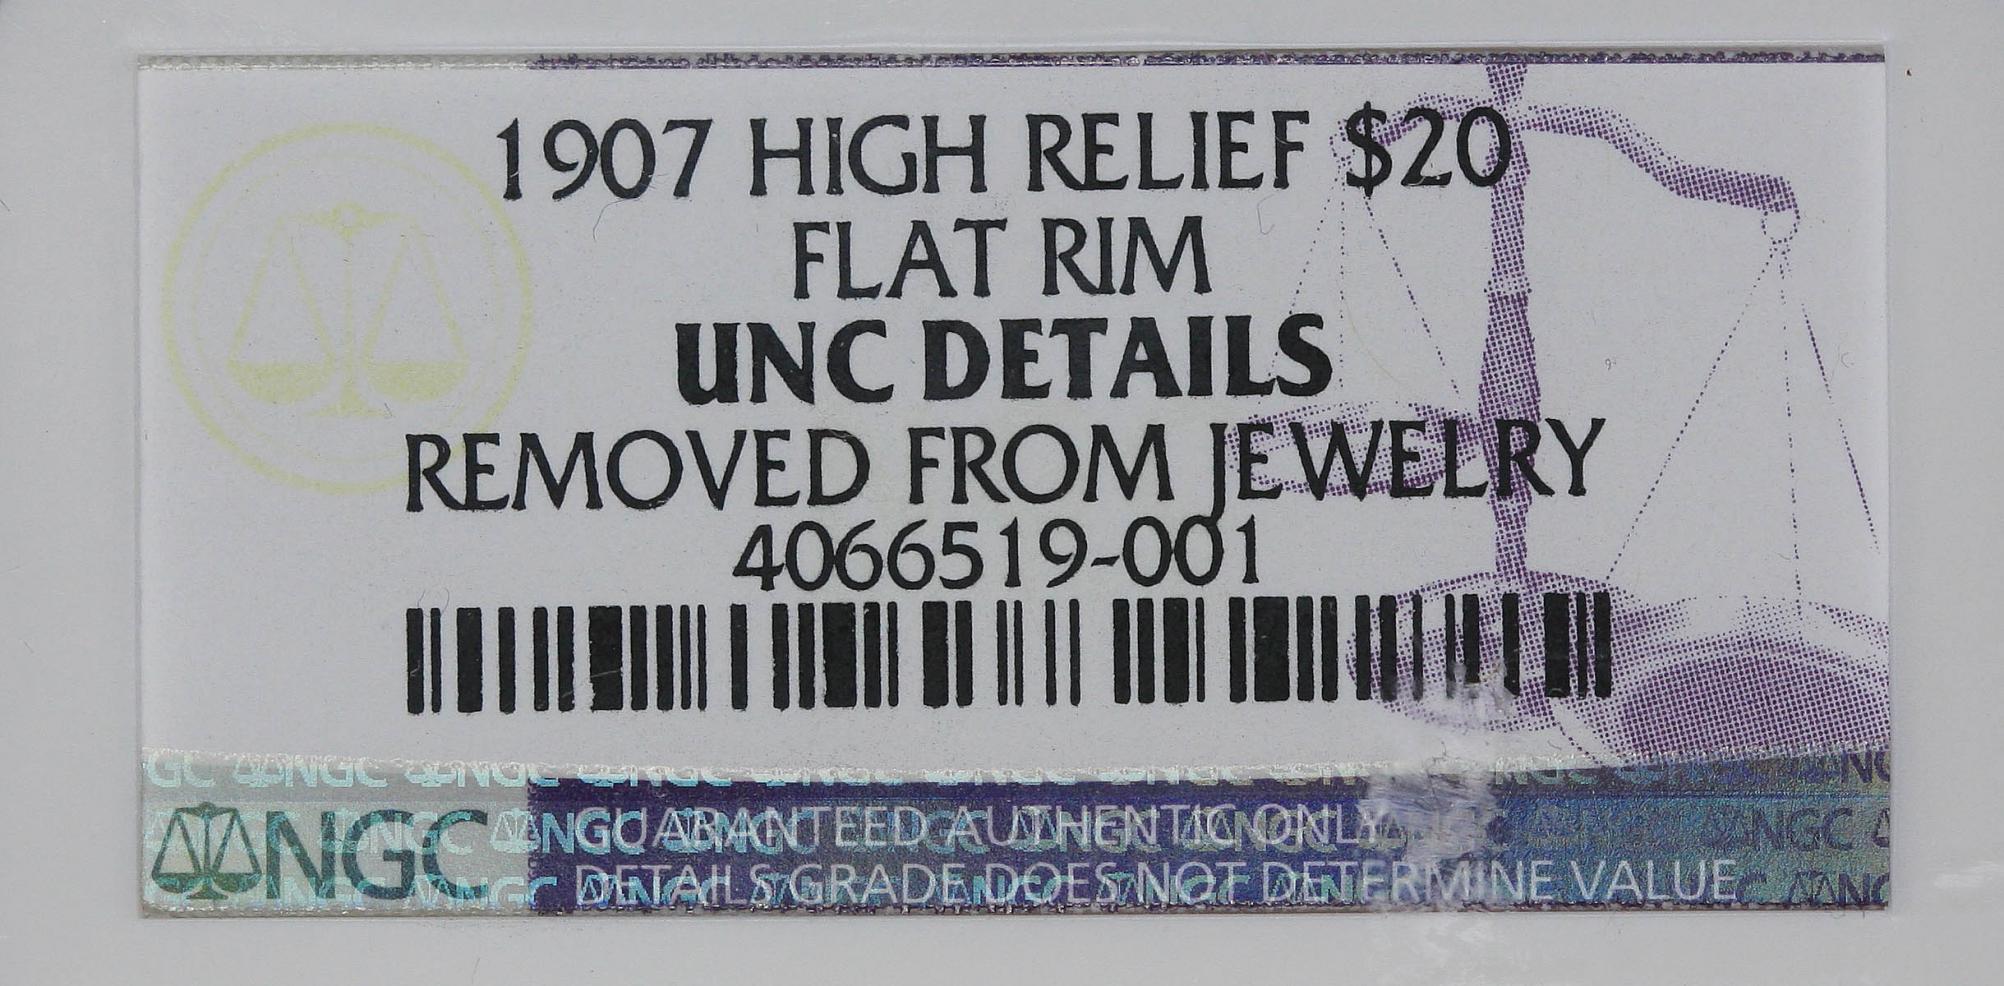 1907 HIGH RELIEF $20
FLAT RIM
UNC DETAILS
REMOVED FROM JEWELRY
4066519-001
NGC
GUARANTEED AUTHENTIC ONLY
DETAILS GRADE DOES NOT DETERMINE VALUE